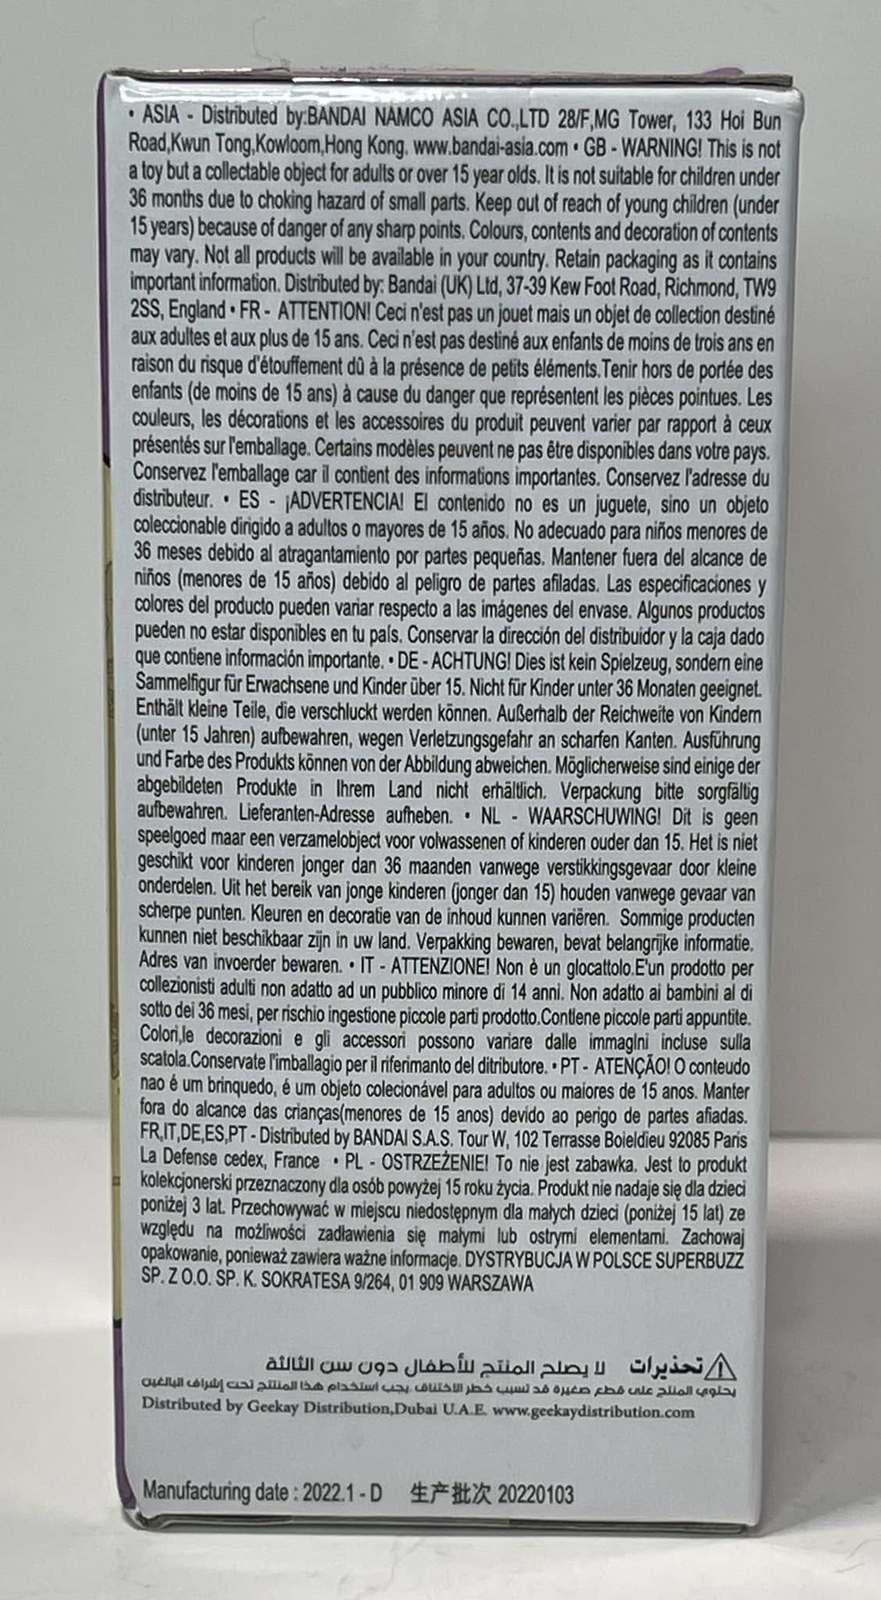 • ASIA - Distributed by:BANDAI NAMCO ASIA CO.,LTD 28/F,MG Tower, 133 Hoi Bun
Road,Kwun Tong,Kowloom,Hong Kong. www.bandai-asia.com • GB - WARNING! This is not
a toy but a collectable object for adults or over 15 year olds. It is not suitable for children under
36 months due to choking hazard of small parts. Keep out of reach of young children (under
15 years) because of danger of any sharp points. Colours, contents and decoration of contents
may vary. Not all products will be available in your country. Retain packaging as it contains
important information. Distributed by: Bandai (UK) Ltd, 37-39 Kew Foot Road, Richmond, TW9
2SS, England • FR - ATTENTION! Ceci n'est pas un jouet mais un objet de collection destiné
aux adultes et aux plus de 15 ans. Ceci n'est pas destiné aux enfants de moins de trois ans en
raison du risque d'étouffement dû à la présence de petits éléments.Tenir hors de portée des
enfants (de moins de 15 ans) à cause du danger que représentent les pièces pointues. Les
couleurs, les décorations et les accessoires du produit peuvent varier par rapport à ceux
présentés sur l'emballage. Certains modèles peuvent ne pas être disponibles dans votre pays.
Conservez l'emballage car il contient des informations importantes. Conservez l'adresse du
distributeur. • ES - ¡ADVERTENCIA! El contenido no es un juguete, sino un objeto
coleccionable dirigido a adultos o mayores de 15 años. No adecuado para niños menores de
36 meses debido al atragantamiento por partes pequeñas. Mantener fuera del alcance de
niños (menores de 15 años) debido al peligro de partes afiladas. Las especificaciones y
colores del producto pueden variar respecto a las imágenes del envase. Algunos productos
pueden no estar disponibles en tu país. Conservar la dirección del distribuidor y la caja dado
que contiene información importante. • DE - ACHTUNG! Dies ist kein Spielzeug, sondern eine
Sammelfigur für Erwachsene und Kinder über 15. Nicht für Kinder unter 36 Monaten geeignet.
Enthält kleine Teile, die verschluckt werden können. Außerhalb der Reichweite von Kindern
(unter 15 Jahren) aufbewahren, wegen Verletzungsgefahr an scharfen Kanten. Ausführung
und Farbe des Produkts können von der Abbildung abweichen. Möglicherweise sind einige der
abgebildeten Produkte in Ihrem Land nicht erhältlich. Verpackung bitte sorgfältig
aufbewahren. Lieferanten-Adresse aufheben. • NL - WAARSCHUWING! Dit is geen
speelgoed maar een verzamelobject voor volwassenen of kinderen ouder dan 15. Het is niet
geschikt voor kinderen jonger dan 36 maanden vanwege verstikkingsgevaar door kleine
onderdelen. Uit het bereik van jonge kinderen (jonger dan 15) houden vanwege gevaar van
scherpe punten. Kleuren en decoratie van de inhoud kunnen variëren. Sommige producten
kunnen niet beschikbaar zijn in uw land. Verpakking bewaren, bevat belangrijke informatie.
Adres van invoerder bewaren. • IT - ATTENZIONE! Non è un glocattolo.E'un prodotto per
collezionisti adulti non adatto ad un pubblico minore di 14 anni. Non adatto ai bambini al di
sotto dei 36 mesi, per rischio ingestione piccole parti prodotto.Contlene piccole parti appuntite.
Colori,le decorazioni e gli accessori possono variare dalle immagini incluse sulla
scatola.Conservate l'imballagio per il riferimanto del ditributore. • PT - ATENÇÃO! O conteudo
nao é um brinquedo, é um objeto colecionável para adultos ou maiores de 15 anos. Manter
fora do alcance das crianças(menores de 15 anos) devido ao perigo de partes afiadas.
FR,IT,DE,ES,PT - Distributed by BANDAI S.A.S. Tour W, 102 Terrasse Boieldieu 92085 Paris
La Defense cedex, France • PL - OSTRZEŻENIE! To nie jest zabawka. Jest to produkt
kolekcjonerski przeznaczony dla osób powyżej 15 roku życia. Produkt nie nadaje się dla dzieci
poniżej 3 lat. Przechowywać w miejscu niedostępnym dla małych dzieci (poniżej 15 lat) ze
względu na możliwości zadławienia się małymi lub ostrymi elementami. Zachowaj
opakowanie, ponieważ zawiera ważne informacje. DYSTRYBUCJA W POLSCE SUPERBUZZ
SP. Z O.O. SP. K. SOKRATESA 9/264, 01 909 WARSZAWA
تحذيرات لا يصلح المنتج للأطفال دون سن الثالثة
يحتوي المنتج على قطع صغيرة قد تسبب خطر الاختناق. يجب استخدام هذا المنتج تحت إشراف البالغين
Distributed by Geekay Distribution,Dubai U.A.E. www.geekaydistribution.com
Manufacturing date : 2022.1 - D 生产批次 20220103